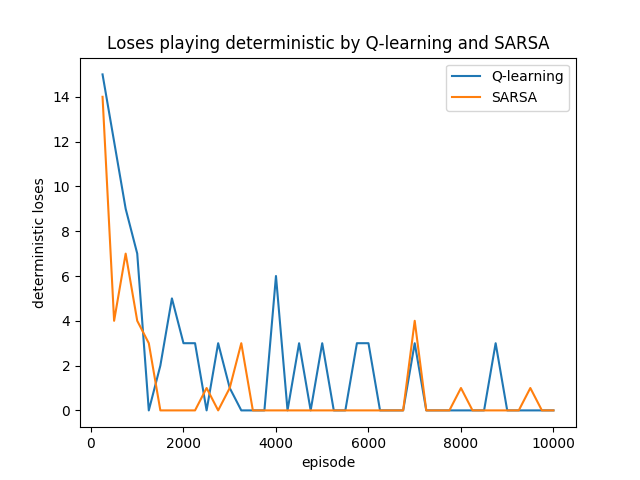 Loses playing deterministic by Q-learning and SARSA
Q-learning
SARSA
deterministic loses
14
12
10
8
6
4
2
0
0 2000 4000 6000 8000 10000
episode